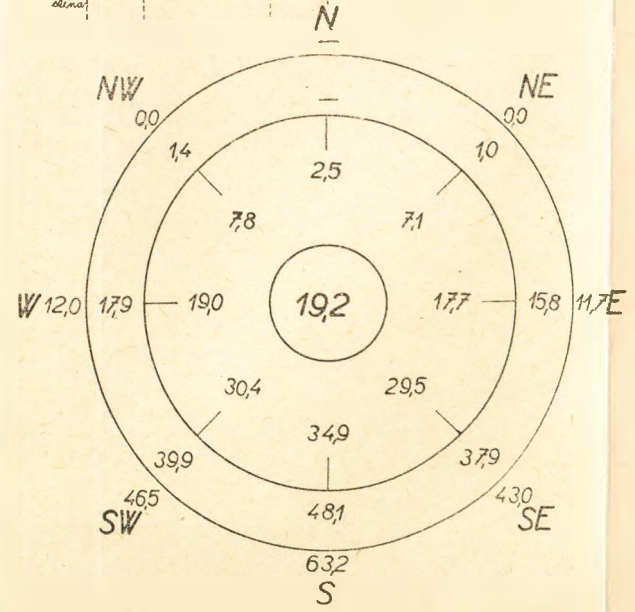 N
—
NW NE
0,0 0,0
—
1,4 1,0
2,5
7,8 7,1
W 12,0 17,9 19,0 19,2 17,7 15,8 11,7 E
30,4 29,5
34,9
39,9 37,9
46,5 43,0
48,1
SW SE
63,2
S